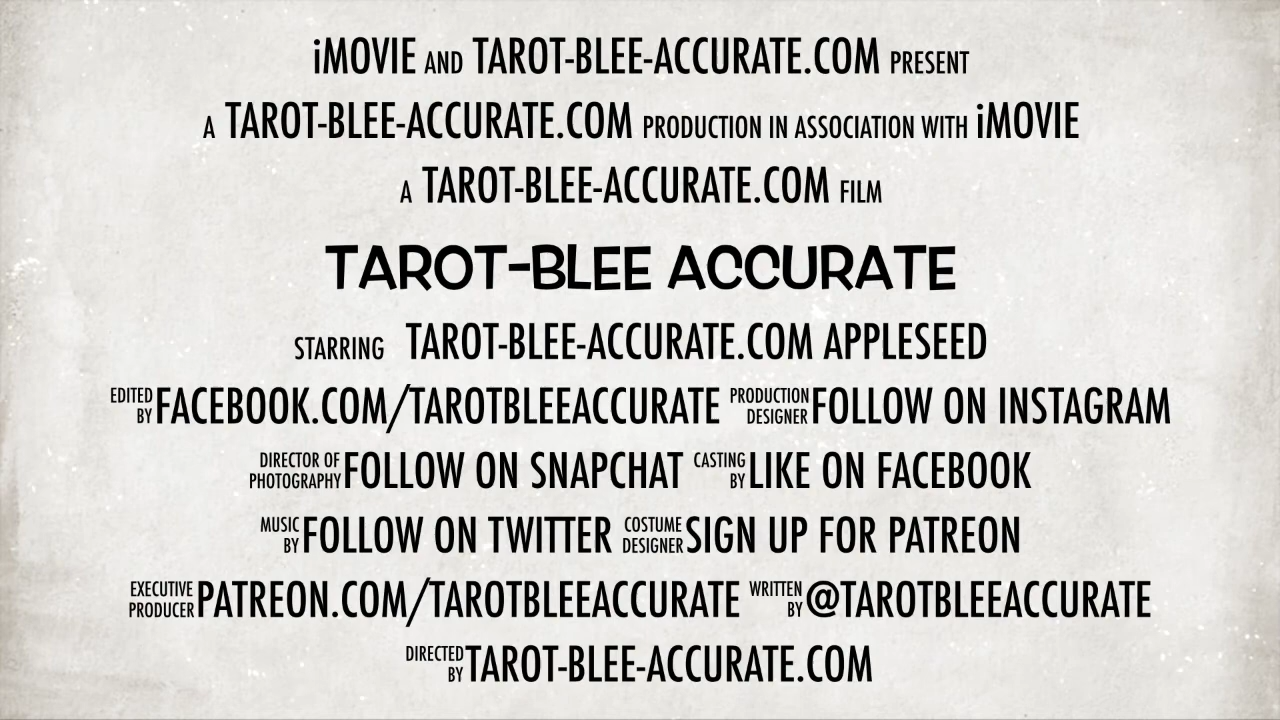 iMOVIE AND TAROT-BLEE-ACCURATE.COM PRESENT
A TAROT-BLEE-ACCURATE.COM PRODUCTION IN ASSOCIATION WITH iMOVIE
A TAROT-BLEE-ACCURATE.COM FILM
TAROT-BLEE ACCURATE
STARRING TAROT-BLEE-ACCURATE.COM APPLESEED
EDITED BY FACEBOOK.COM/TAROTBLEEACCURATE PRODUCTION DESIGNER FOLLOW ON INSTAGRAM
DIRECTOR OF PHOTOGRAPHY FOLLOW ON SNAPCHAT CASTING BY LIKE ON FACEBOOK
MUSIC BY FOLLOW ON TWITTER COSTUME DESIGNER SIGN UP FOR PATREON
EXECUTIVE PRODUCER PATREON.COM/TAROTBLEEACCURATE WRITTEN BY @TAROTBLEEACCURATE
DIRECTED BY TAROT-BLEE-ACCURATE.COM